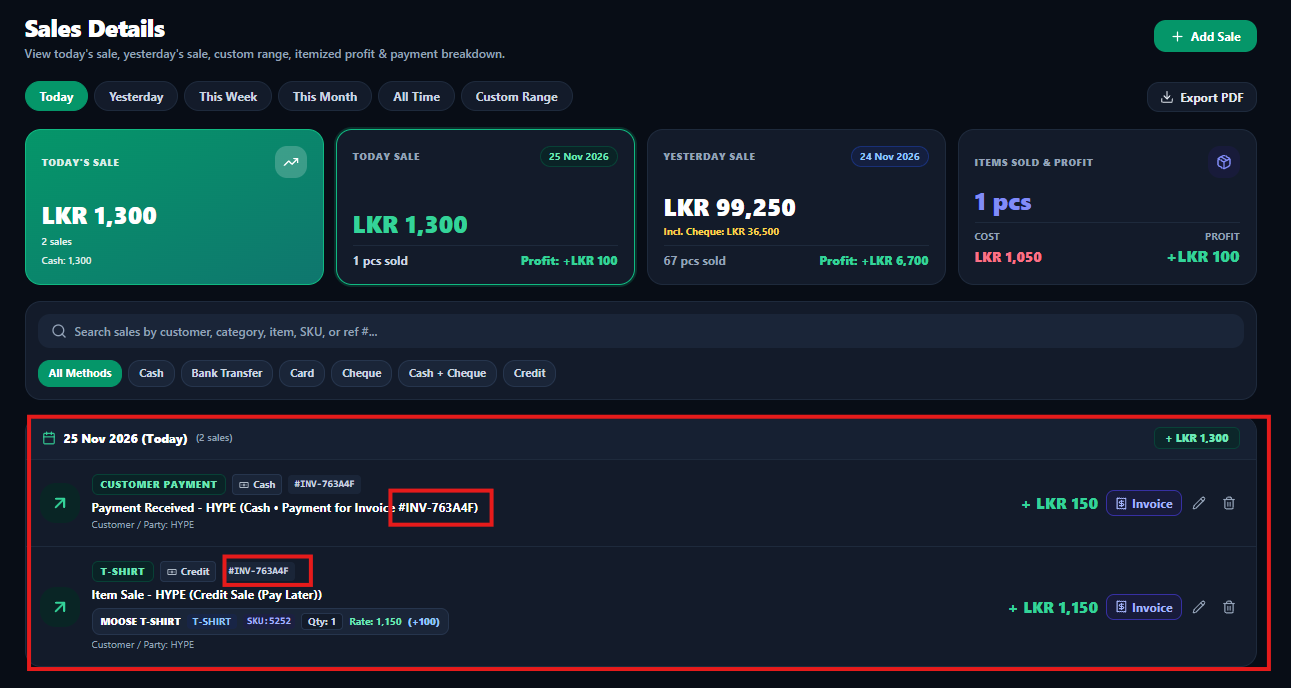 Sales Details
View today's sale, yesterday's sale, custom range, itemized profit & payment breakdown.
+ Add Sale
Today Yesterday This Week This Month All Time Custom Range
Export PDF
TODAY'S SALE
LKR 1,300
2 sales
Cash: 1,300
TODAY SALE 25 Nov 2026
LKR 1,300
1 pcs sold Profit: +LKR 100
YESTERDAY SALE 24 Nov 2026
LKR 99,250
Incl. Cheque: LKR 36,500
67 pcs sold Profit: +LKR 6,700
ITEMS SOLD & PROFIT
1 pcs
COST PROFIT
LKR 1,050 +LKR 100
Search sales by customer, category, item, SKU, or ref #...
All Methods Cash Bank Transfer Card Cheque Cash + Cheque Credit
25 Nov 2026 (Today) (2 sales) + LKR 1,300
CUSTOMER PAYMENT Cash #INV-763A4F
Payment Received - HYPE (Cash • Payment for Invoice #INV-763A4F)
Customer / Party: HYPE
+ LKR 150 Invoice
T-SHIRT Credit #INV-763A4F
Item Sale - HYPE (Credit Sale (Pay Later))
MOOSE T-SHIRT T-SHIRT SKU:5252 Qty: 1 Rate: 1,150 (+100)
Customer / Party: HYPE
+ LKR 1,150 Invoice